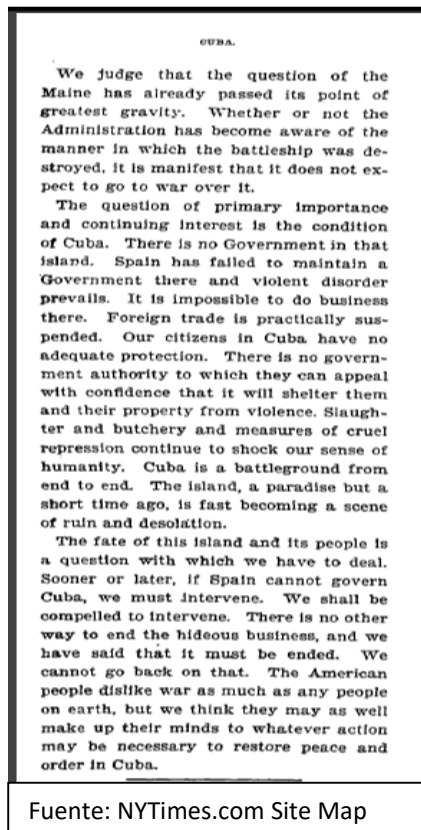 CUBA.
We judge that the question of the
Maine has already passed its point of
greatest gravity. Whether or not the
Administration has become aware of the
manner in which the battleship was de-
stroyed, it is manifest that it does not ex-
pect to go to war over it.
The question of primary importance
and continuing interest is the condition
of Cuba. There is no Government in that
island. Spain has failed to maintain a
Government there and violent disorder
prevails. It is impossible to do business
there. Foreign trade is practically sus-
pended. Our citizens in Cuba have no
adequate protection. There is no govern-
ment authority to which they can appeal
with confidence that it will shelter them
and their property from violence. Slaugh-
ter and butchery and measures of cruel
repression continue to shock our sense of
humanity. Cuba is a battleground from
end to end. The island, a paradise but a
short time ago, is fast becoming a scene
of ruin and desolation.
The fate of this island and its people is
a question with which we have to deal.
Sooner or later, if Spain cannot govern
Cuba, we must intervene. We shall be
compelled to intervene. There is no other
way to end the hideous business, and we
have said that it must be ended. We
cannot go back on that. The American
people dislike war as much as any people
on earth, but we think they may as well
make up their minds to whatever action
may be necessary to restore peace and
order in Cuba.
Fuente: NYTimes.com Site Map